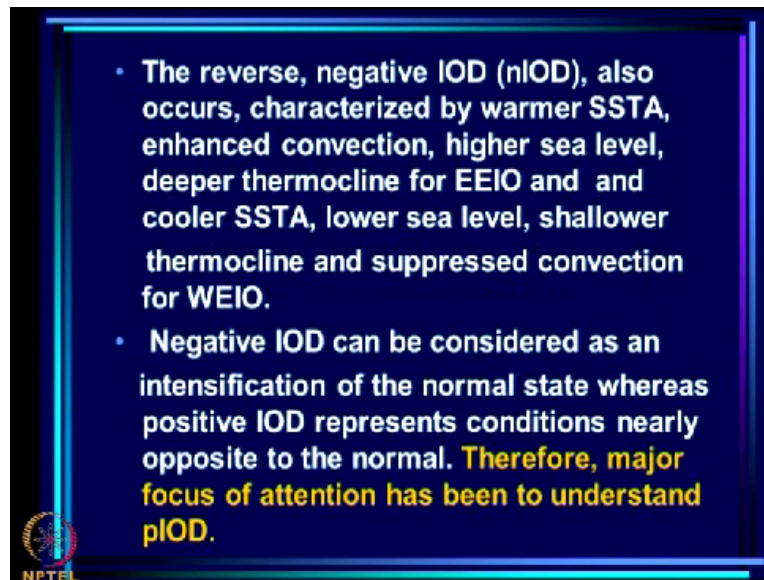 • The reverse, negative IOD (nIOD), also
occurs, characterized by warmer SSTA,
enhanced convection, higher sea level,
deeper thermocline for EEIO and and
cooler SSTA, lower sea level, shallower
thermocline and suppressed convection
for WEIO.
• Negative IOD can be considered as an
intensification of the normal state whereas
positive IOD represents conditions nearly
opposite to the normal. Therefore, major
focus of attention has been to understand
pIOD.
NPTEL